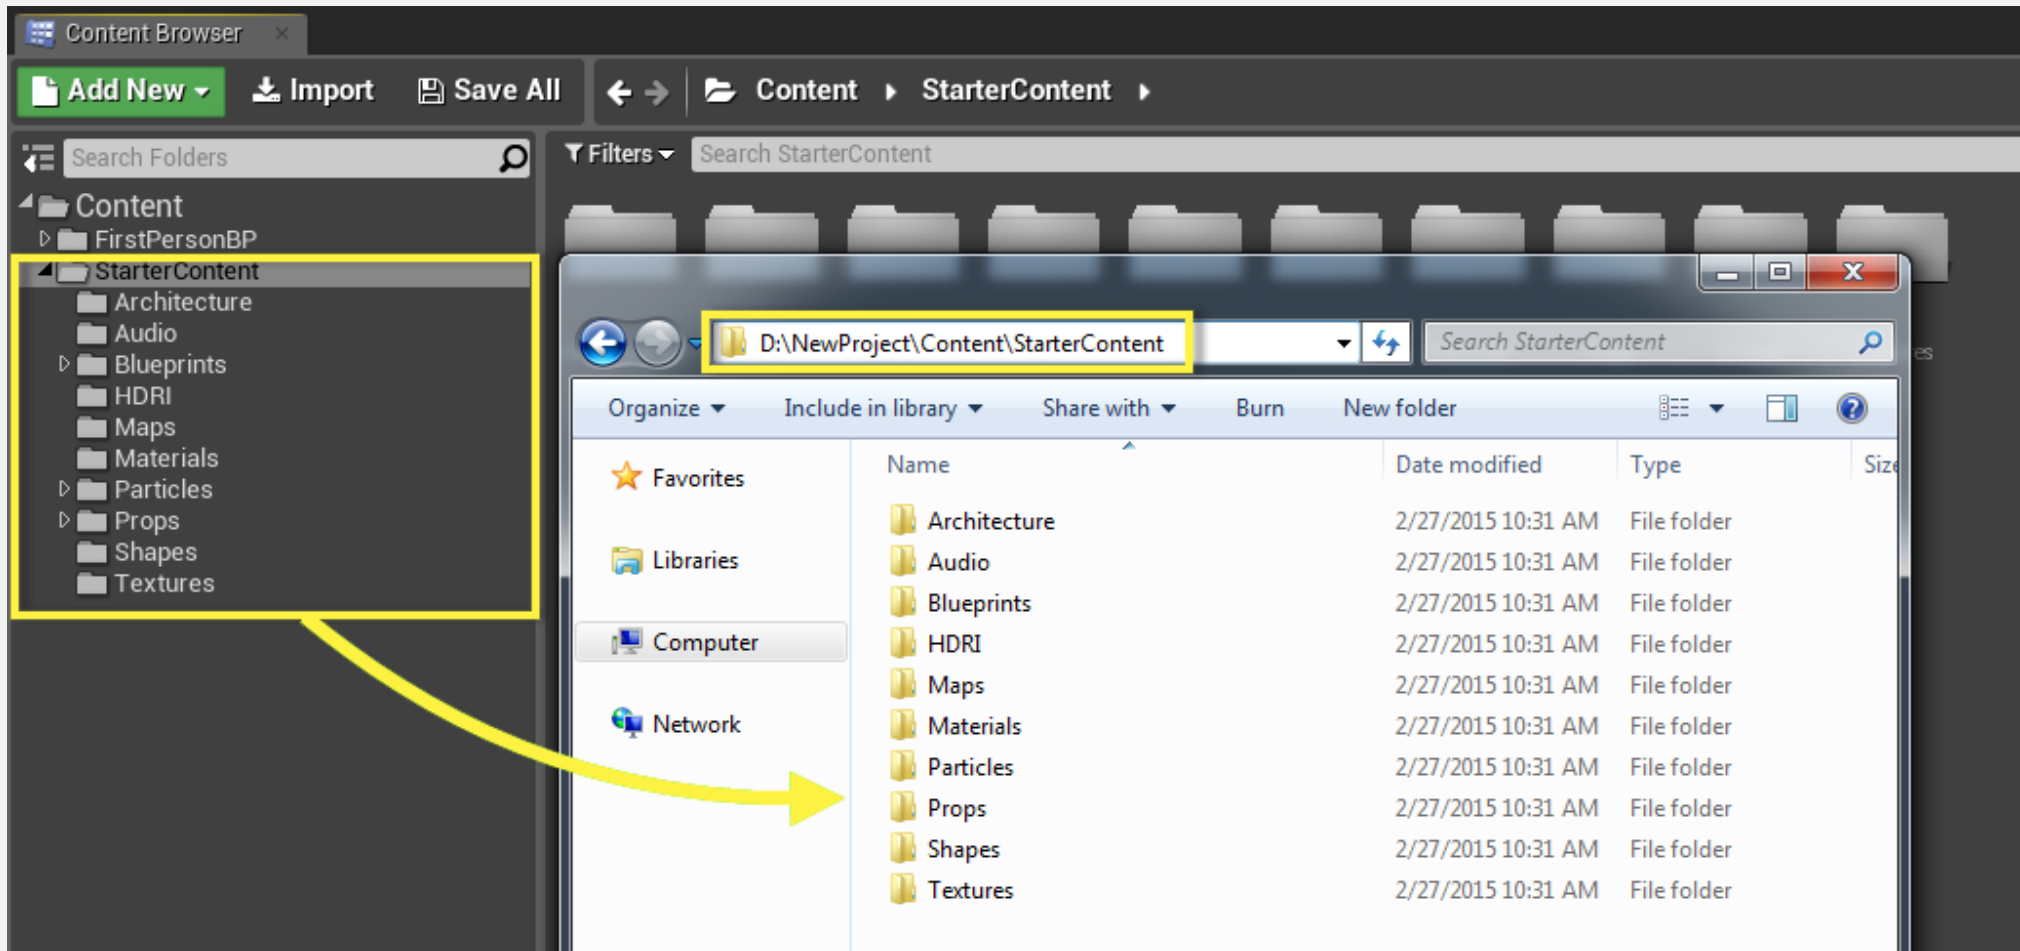 Content Browser
Add New
Import
Save All
Content
StarterContent
Search Folders
Filters
Search StarterContent
Content
FirstPersonBP
StarterContent
Architecture
Audio
Blueprints
HDRI
Maps
Materials
Particles
Props
Shapes
Textures
D:\NewProject\Content\StarterContent
Search StarterContent
Organize
Include in library
Share with
Burn
New folder
Favorites
Libraries
Computer
Network
Name Date modified Type
Architecture 2/27/2015 10:31 AM File folder
Audio 2/27/2015 10:31 AM File folder
Blueprints 2/27/2015 10:31 AM File folder
HDRI 2/27/2015 10:31 AM File folder
Maps 2/27/2015 10:31 AM File folder
Materials 2/27/2015 10:31 AM File folder
Particles 2/27/2015 10:31 AM File folder
Props 2/27/2015 10:31 AM File folder
Shapes 2/27/2015 10:31 AM File folder
Textures 2/27/2015 10:31 AM File folder